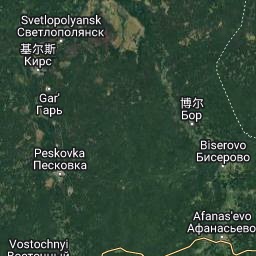 Svetlopolyansk
Светлополянск
基尔斯
Кирс
Gar'
Гарь
博尔
Бор
Biserovo
Бисерово
Peskovka
Песковка
Afanas'evo
Афанасьево
Vostochnyi
Восточный